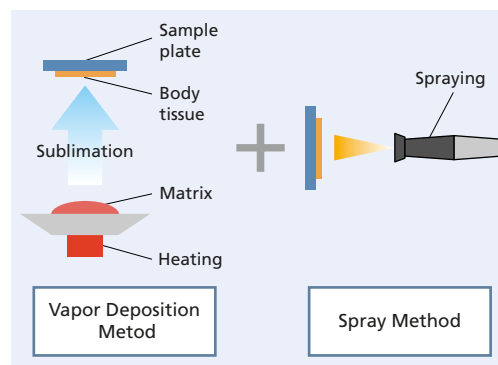 Sample
plate
Body
tissue
Sublimation
Matrix
Heating
Vapor Deposition
Metod
Spraying
Spray Method